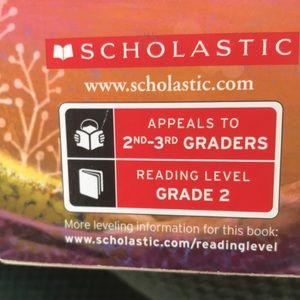 SCHOLASTIC
www.scholastic.com
APPEALS TO
2ND-3RD GRADERS
READING LEVEL
GRADE 2
More leveling information for this book:
www.scholastic.com/readinglevel